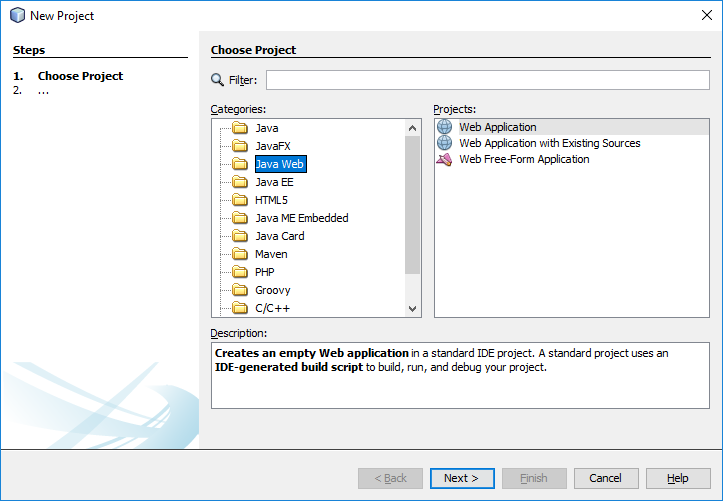 New Project
Steps
1. Choose Project
2. ...
Choose Project
Filter:
Categories:
Java
JavaFX
Java Web
Java EE
HTML5
Java ME Embedded
Java Card
Maven
PHP
Groovy
C/C++
Projects:
Web Application
Web Application with Existing Sources
Web Free-Form Application
Description:
Creates an empty Web application in a standard IDE project. A standard project uses an
IDE-generated build script to build, run, and debug your project.
< Back
Next >
Finish
Cancel
Help